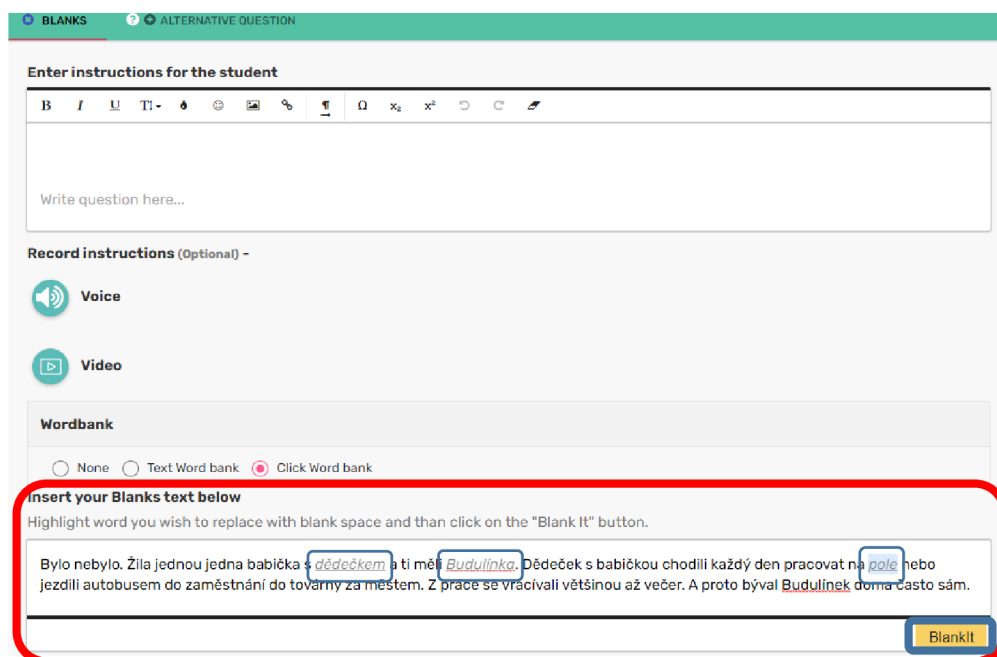 BLANKS ALTERNATIVE QUESTION
Enter instructions for the student
B I U T! Ω x₂ x²
Write question here...
Record instructions (Optional) -
Voice
Video
Wordbank
None Text Word bank Click Word bank
Insert your Blanks text below
Highlight word you wish to replace with blank space and than click on the "Blank It" button.
Bylo nebylo. Žila jednou jedna babička s dědečkem a ti měli Budulínka. Dědeček s babičkou chodili každý den pracovat na pole nebo
jezdili autobusem do zaměstnání do továrny za městem. Z práce se vraceli většinou až večer. A proto býval Budulínek doma často sám.
BlankIt